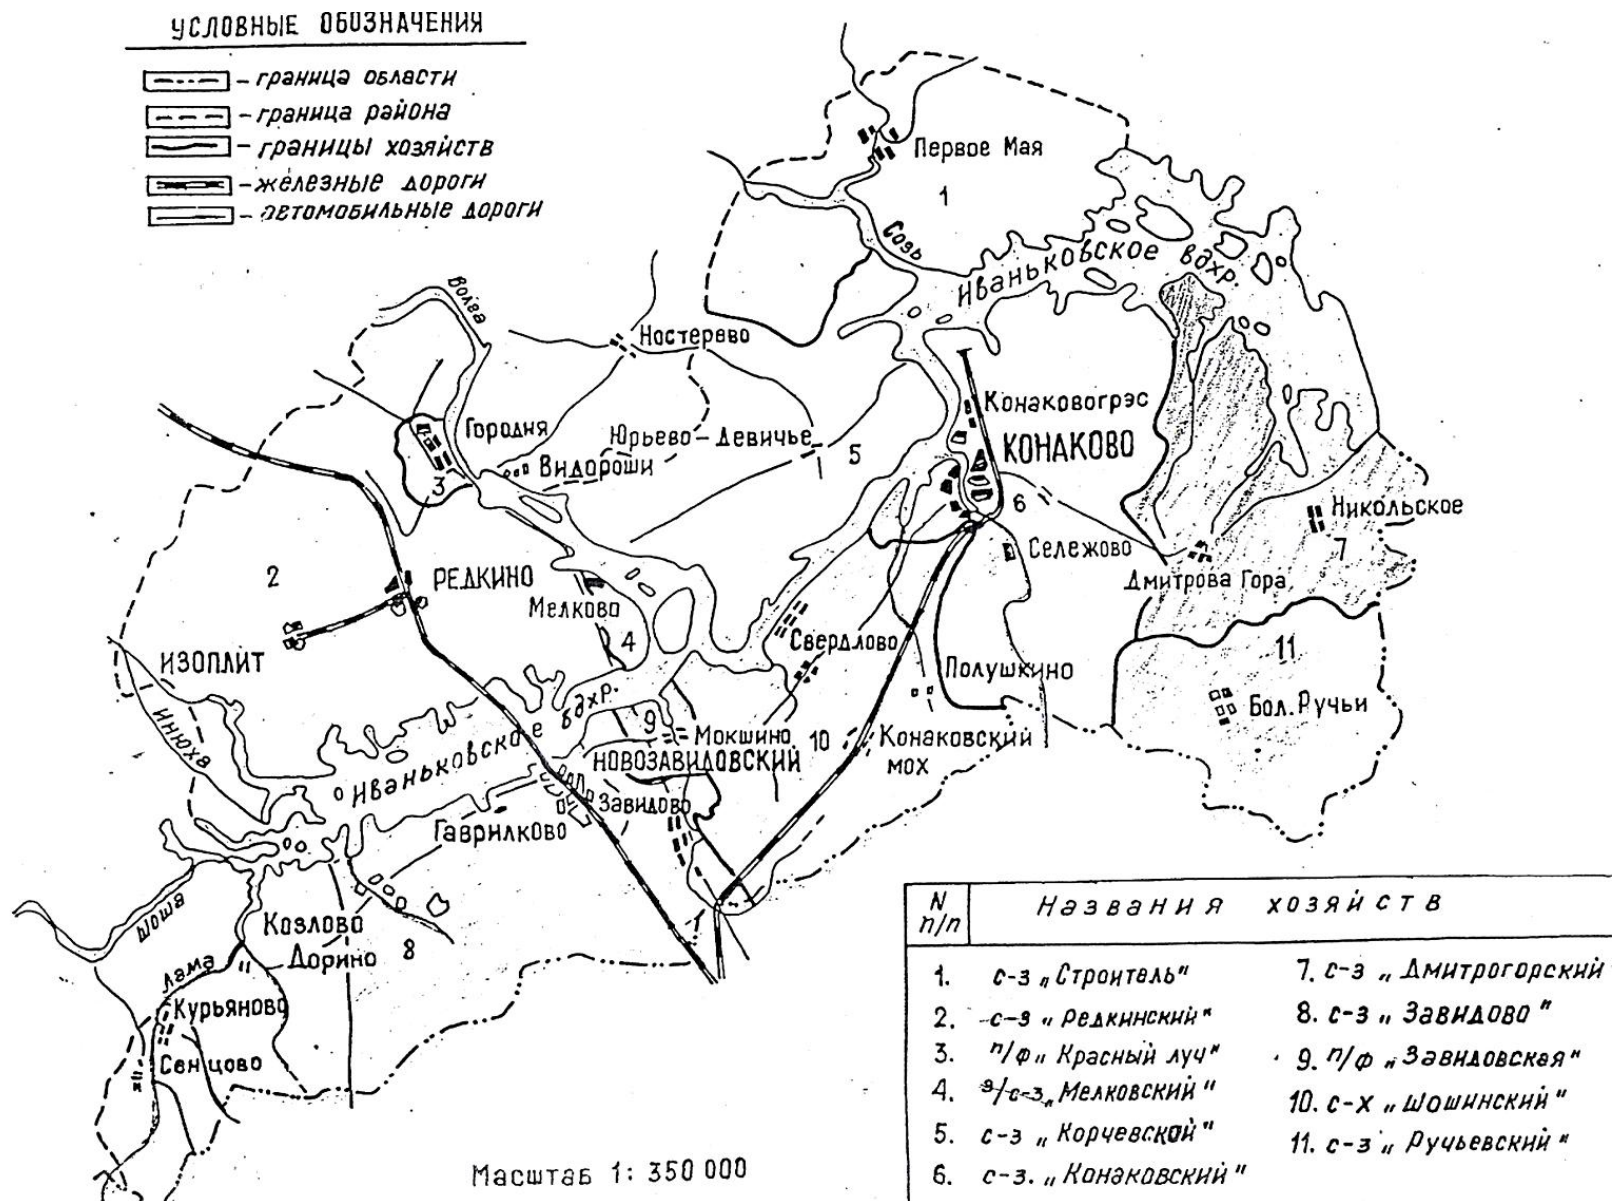 УСЛОВНЫЕ ОБОЗНАЧЕНИЯ
- граница области
- граница района
- границы хозяйств
- железные дороги
- автомобильные дороги
Первое Мая
1
Созь
Иваньковское вдхр.
Волга
Ностерево
Конаковогрэс
Городня
Юрьево-Девичье
КОНАКОВО
Видороши
5
3
6
Никольское
2
РЕДКИНО
Сележово
7
Дмитрова Гора
Мелково
4
Свердлово
ИЗОПЛИТ
Полушкино
11
Бол. Ручьи
ИНЮХА
Иваньковское вдхр.
9
Мокшино
10
Конаковский
мох
НОВОЗАВИДОВСКИЙ
Завидово
Гаврилково
Шоша
Козлово
Дорино
8
Лама
Курьяново
Сенцово
Масштаб 1: 350 000
N п/п Названия хозяйств
1. с-з „Строитель"
2. с-з „Редкинский"
3. п/ф „Красный луч"
4. з/с-з „Мелковский"
5. с-з „Корчевской"
6. с-з. „Конаковский"
7. с-з „Дмитрогорский
8. с-з „Завидово"
9. п/ф „Завидовская"
10. с-х „Шошинский"
11. с-з „Ручьевский"